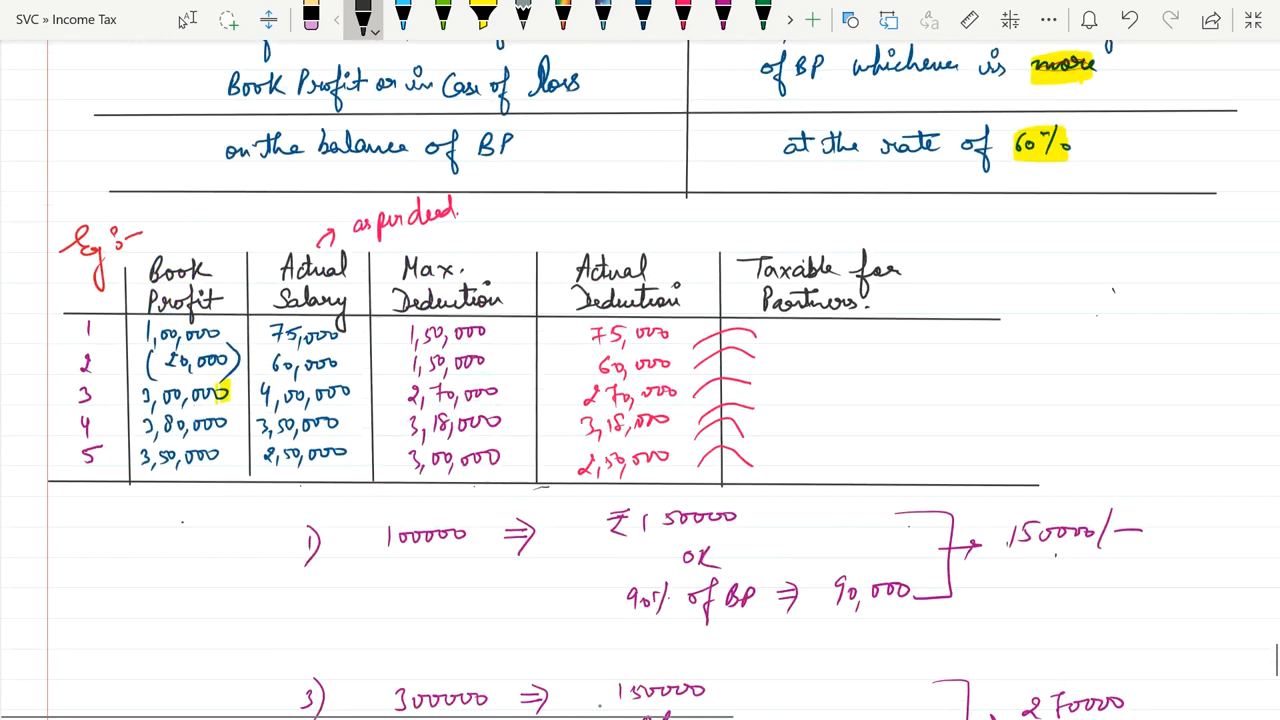 SVC » Income Tax
Book Profit or in Case of loss
of BP whichever is more
on the balance of BP
at the rate of 60%
as per deed.
Eg :-
Book Profit
Actual Salary
Max. Deduction
Actual Deduction
Taxable for Partners.
1 1,00,000 75,000 1,50,000 75,000
2 (20,000) 60,000 1,50,000 60,000
3 3,00,000 4,00,000 2,70,000 2,70,000
4 3,80,000 3,50,000 3,18,000 3,18,000
5 3,50,000 2,50,000 3,00,000 2,50,000
1) 100000 ⇒ ₹150000
OR
90% of BP ⇒ 90,000
→ 150000/-
3) 300000 ⇒ 150000
270000